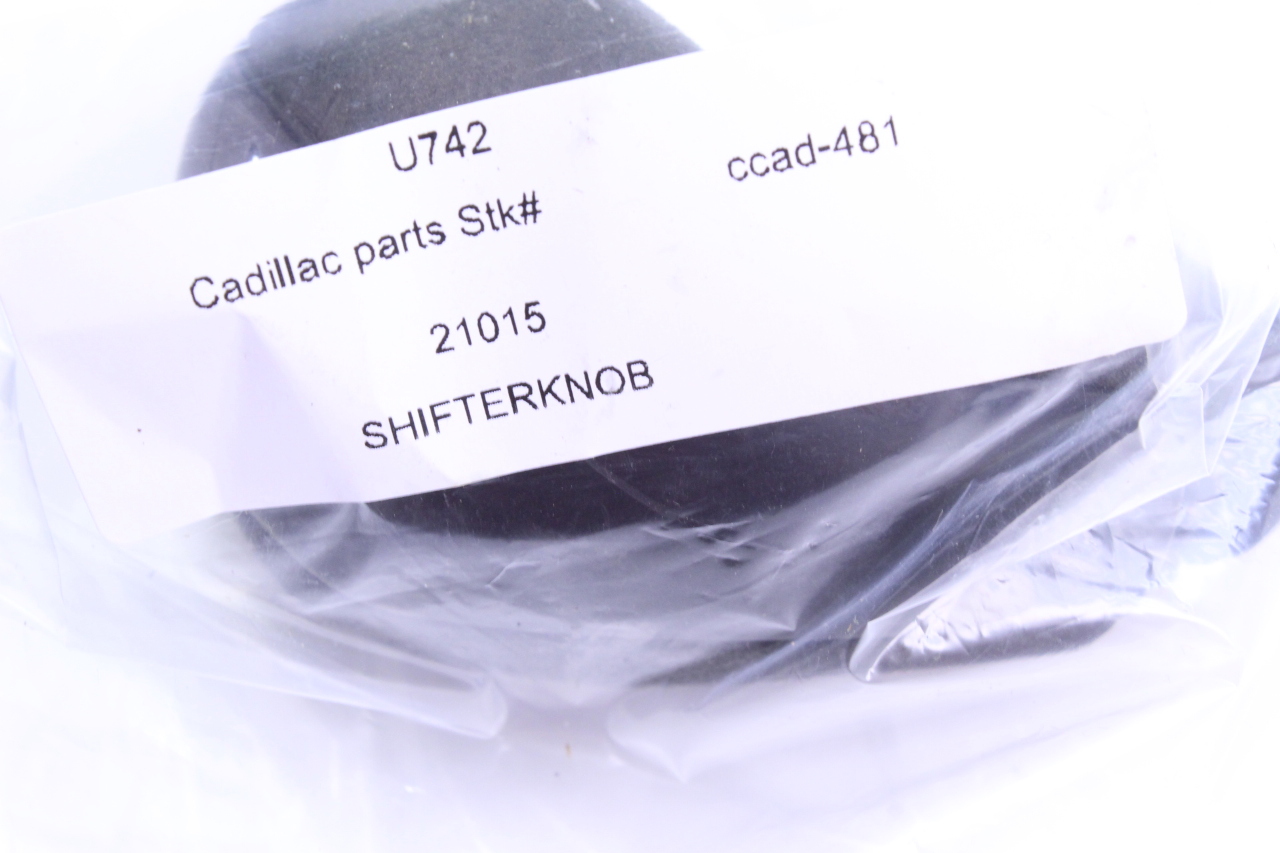 U742
ccad-481
Cadillac parts Stk#
21015
SHIFTERKNOB